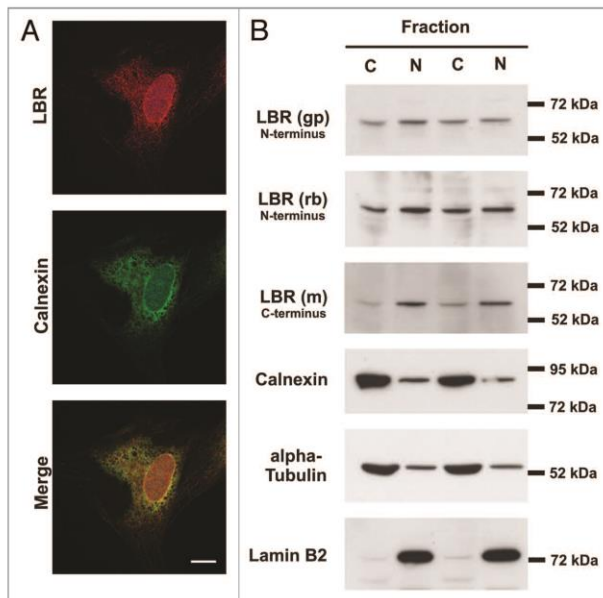 A
LBR
Calnexin
Merge
B
Fraction
C N C N
LBR (gp)
N-terminus
72 kDa
52 kDa
LBR (rb)
N-terminus
72 kDa
52 kDa
LBR (m)
C-terminus
72 kDa
52 kDa
Calnexin
95 kDa
72 kDa
alpha-
Tubulin
52 kDa
Lamin B2
72 kDa